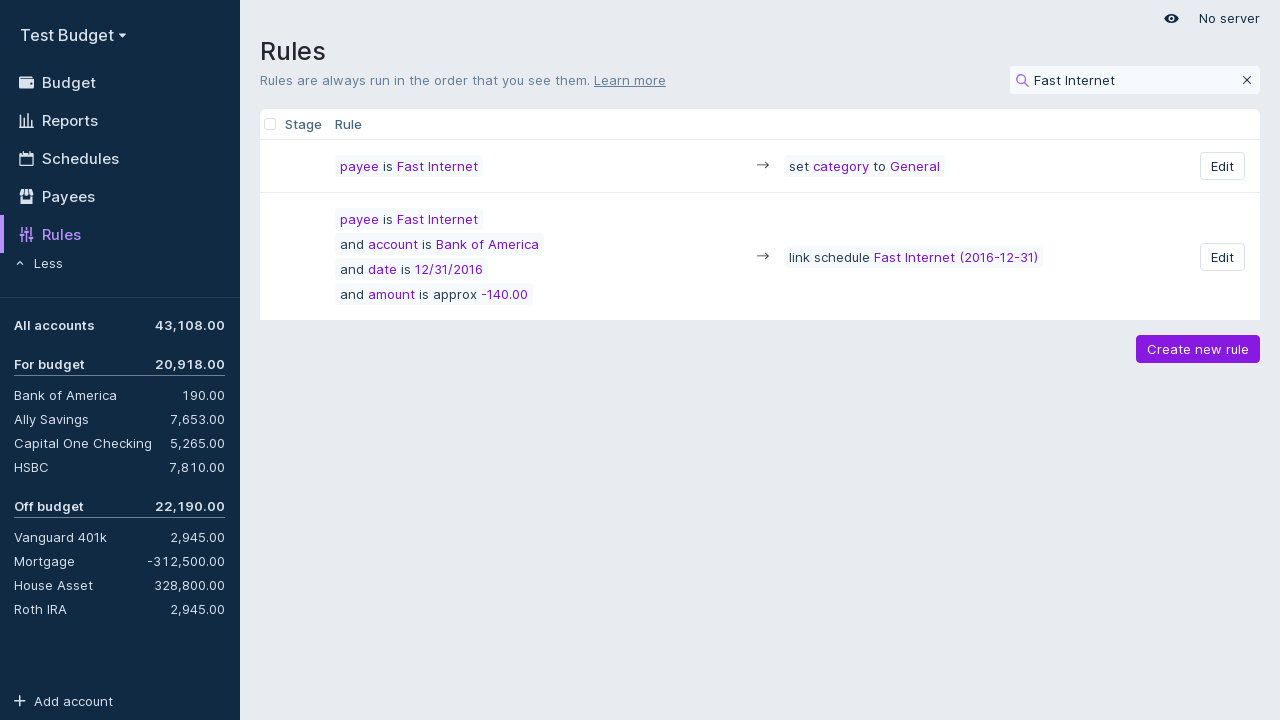 Test Budget
Budget
Reports
Schedules
Payees
Rules
Less
All accounts 43,108.00
For budget 20,918.00
Bank of America 190.00
Ally Savings 7,653.00
Capital One Checking 5,265.00
HSBC 7,810.00
Off budget 22,190.00
Vanguard 401k 2,945.00
Mortgage -312,500.00
House Asset 328,800.00
Roth IRA 2,945.00
Add account
No server
Rules
Rules are always run in the order that you see them. Learn more
Fast Internet
Stage Rule
payee is Fast Internet → set category to General Edit
payee is Fast Internet
and account is Bank of America
and date is 12/31/2016
and amount is approx -140.00
→ link schedule Fast Internet (2016-12-31) Edit
Create new rule